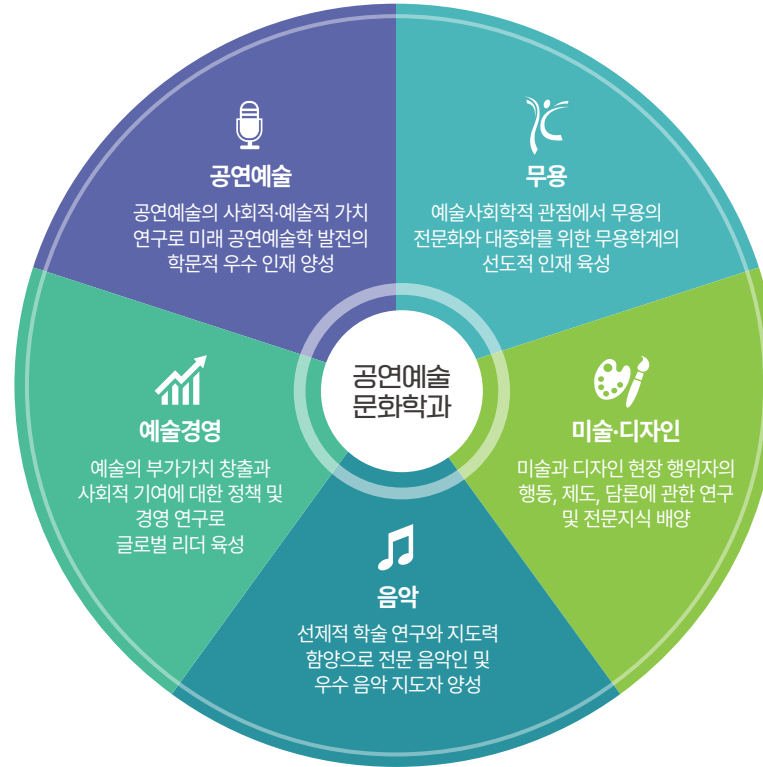 공연예술
공연예술의 사회적·예술적 가치
연구로 미래 공연예술학 발전의
학문적 우수 인재 양성
무용
예술사회학적 관점에서 무용의
전문화와 대중화를 위한 무용학계의
선도적 인재 육성
공연예술
문화학과
예술경영
예술의 부가가치 창출과
사회적 기여에 대한 정책 및
경영 연구로
글로벌 리더 육성
미술·디자인
미술과 디자인 현장 행위자의
행동, 제도, 담론에 관한 연구
및 전문지식 배양
음악
선제적 학술 연구와 지도력
함양으로 전문 음악인 및
우수 음악 지도자 양성